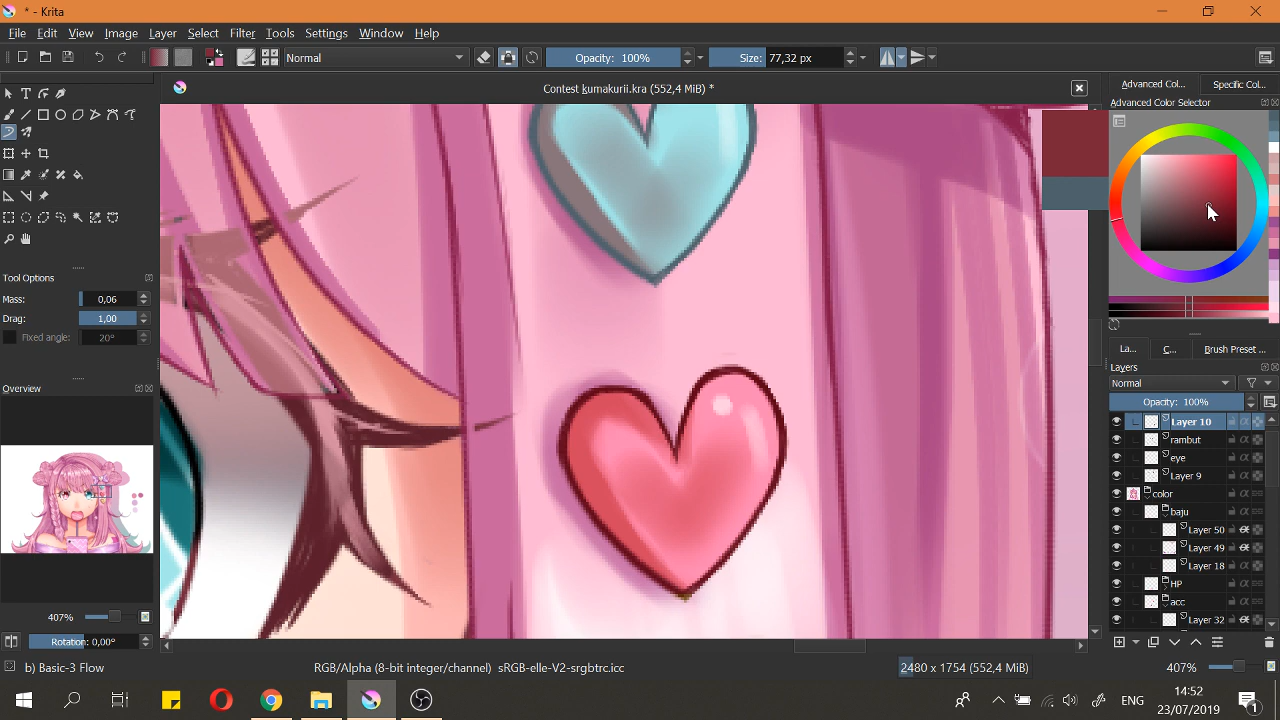 * - Krita
File Edit View Image Layer Select Filter Tools Settings Window Help
Normal Opacity: 100% Size: 77,32 px
Contest kumakurii.kra (552,4 MiB) *
Advanced Col... Specific Col...
Advanced Color Selector
Tool Options
Mass: 0,06
Drag: 1,00
Fixed angle: 20°
Overview
La... C... Brush Preset ...
Layers
Normal
Opacity: 100%
Layer 10
rambut
eye
Layer 9
color
baju
Layer 50
Layer 49
Layer 18
HP
acc
Layer 32
407%
Rotation: 0,00°
b) Basic-3 Flow RGB/Alpha (8-bit integer/channel) sRGB-elle-V2-srgbtrc.icc 2480 x 1754 (552,4 MiB) 407%
ENG
14:52
23/07/2019
1